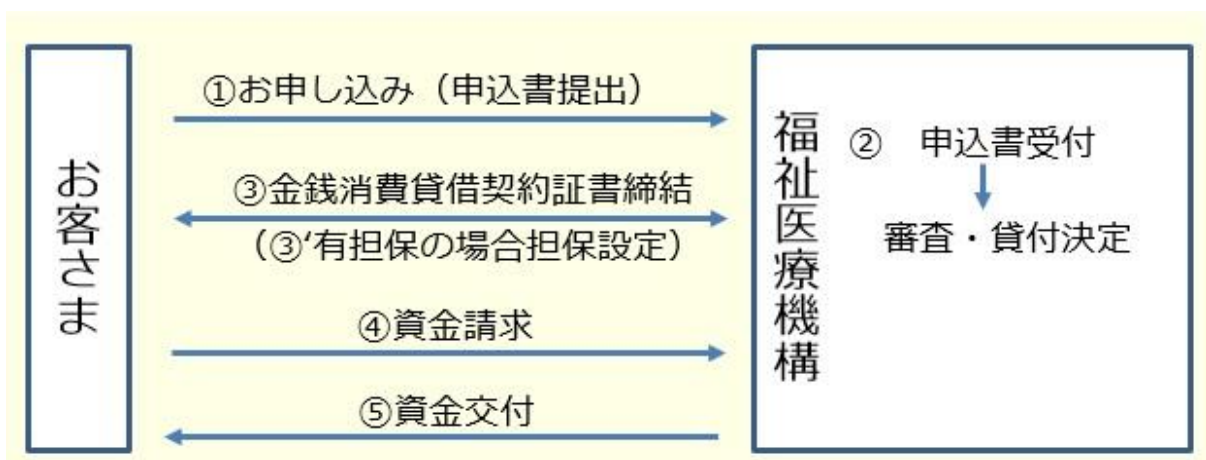 お客さま
①お申し込み（申込書提出）
③金銭消費貸借契約証書締結
（③‘有担保の場合担保設定）
④資金請求
⑤資金交付
福祉医療機構
②　申込書受付
審査・貸付決定